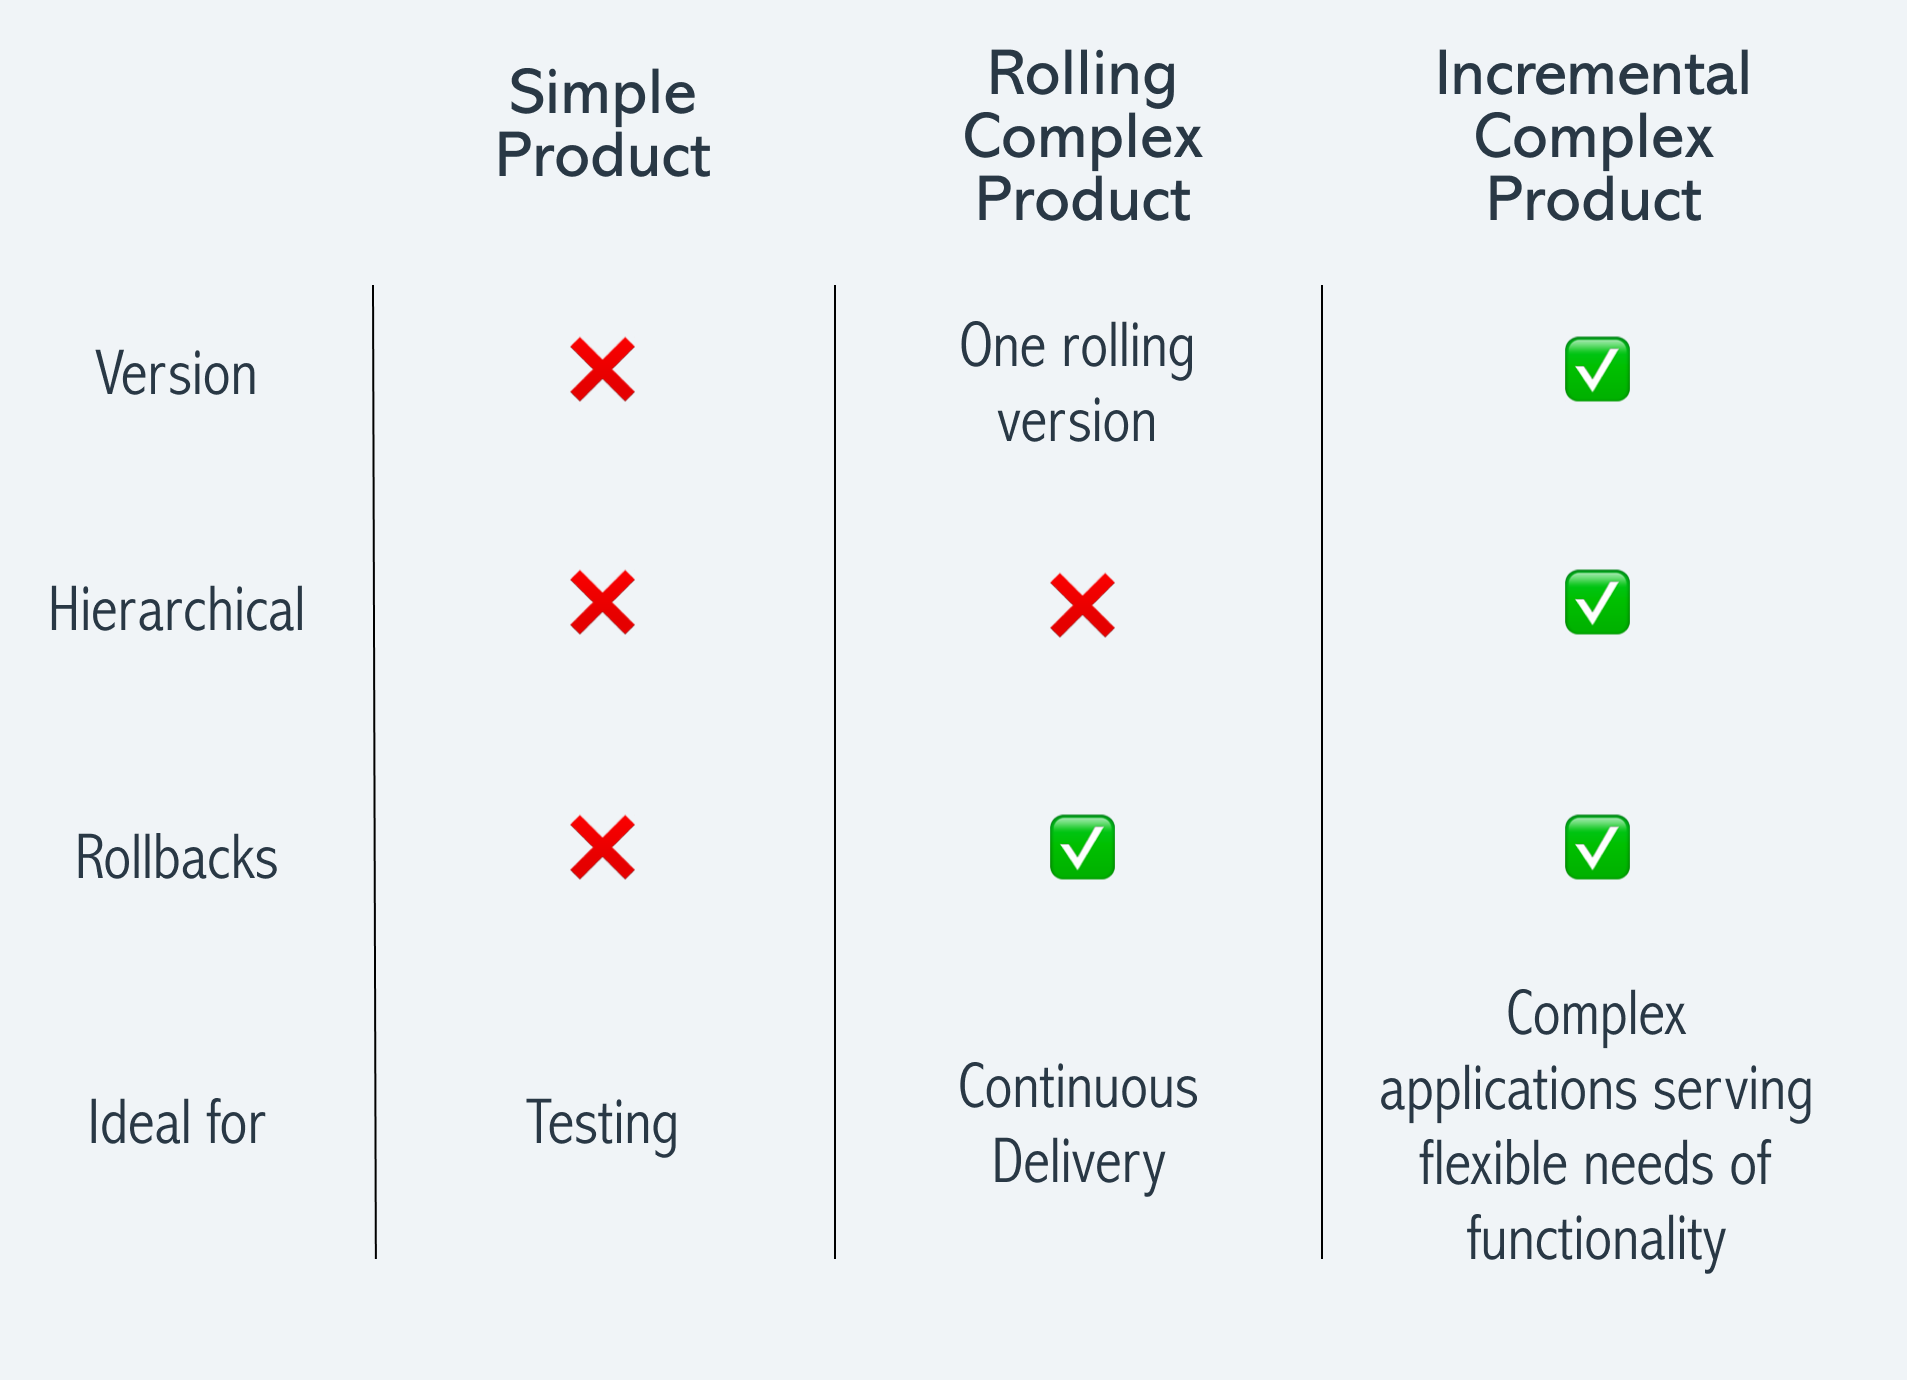 Simple
Product
Rolling
Complex
Product
Incremental
Complex
Product
Version
One rolling
version
Hierarchical
Rollbacks
Ideal for
Testing
Continuous
Delivery
Complex
applications serving
flexible needs of
functionality